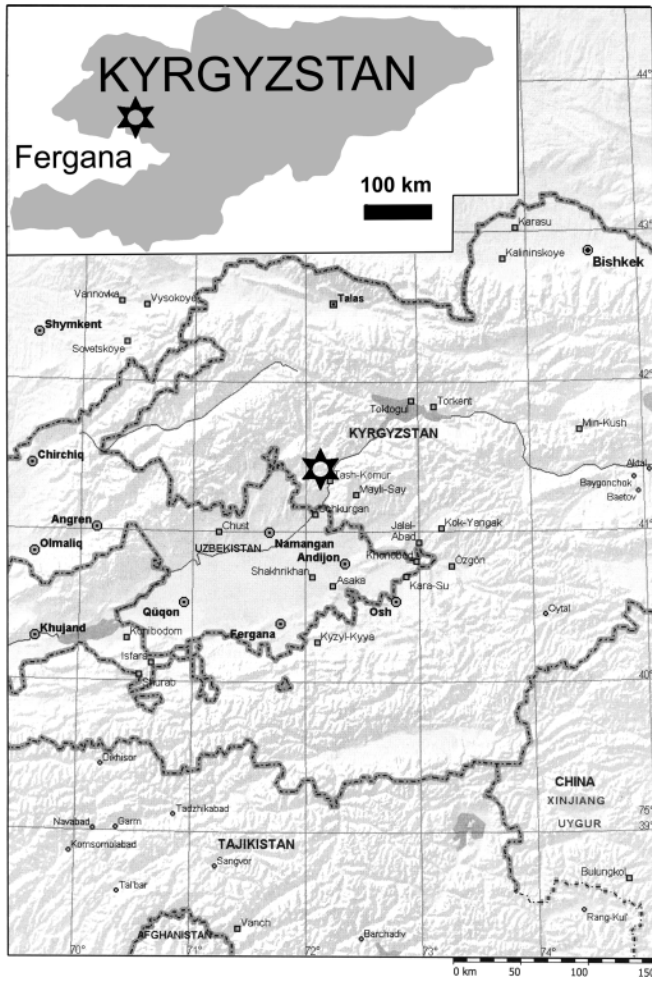 KYRGYZSTAN
Fergana
100 km
44°
Karasu
43°
Kalininskoye
Bishkek
Vannovka
Vysokoye
Talas
Shymkent
Sovetskoye
42°
Toktogul
Torkent
Min-Kush
KYRGYZSTAN
Chirchiq
Tash-Komur
Aktal
Baygonchok
Mayli-Say
Baetov
Uchkurgan
41°
Angren
Chust
Kok-Yangak
Namangan
Jalal-
Abad
Olmaliq
UZBEKISTAN
Andijon
Khonobad
Özgön
Shakhrikhan
Asaka
Kara-Su
Qüqon
Osh
Oytal
Fergana
Khujand
Konibodom
Kyzyl-Kyya
Isfara
Shurab
40°
Dikhisor
CHINA
XINJIANG
UYGUR
75°
39°
Tadzhikabad
Navabad
Garm
Komsomolabad
TAJIKISTAN
Sangvor
Bulungkol
Tal'bar
Rang-Kul'
Vanch
AFGHANISTAN
Barchadiv
70°
71°
72°
73°
74°
0 km
50
100
150